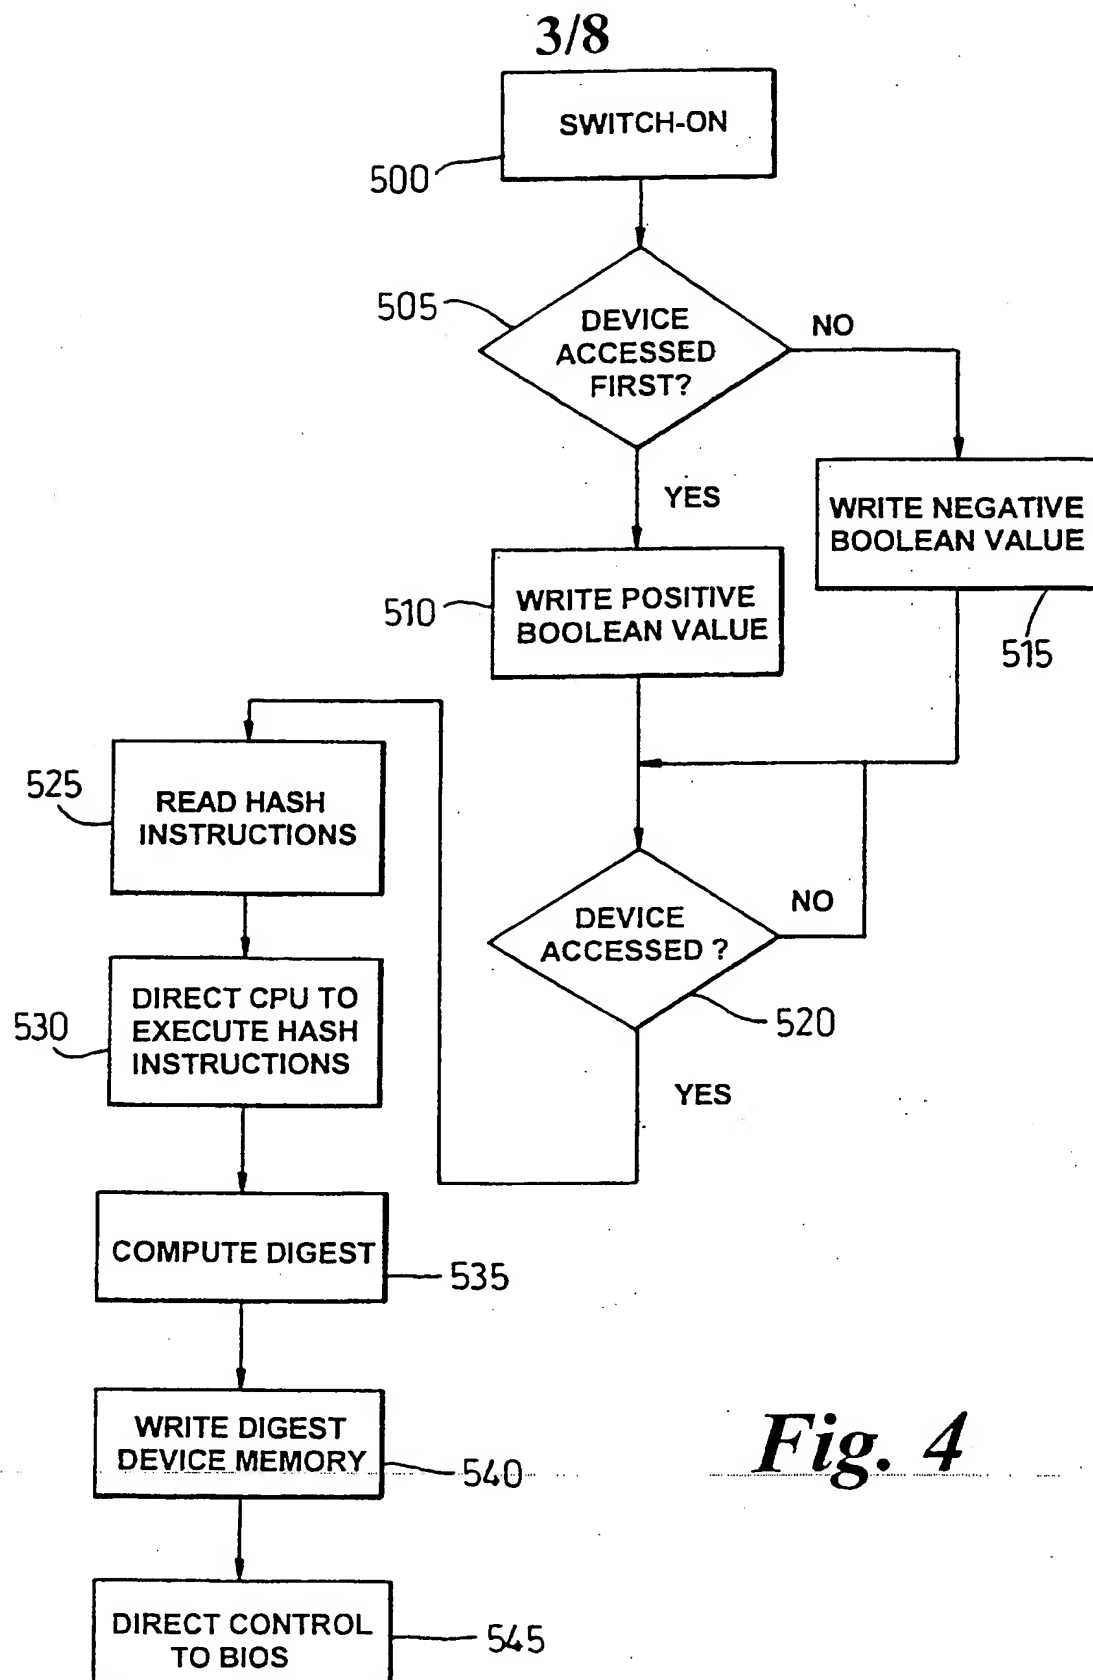 3/8
SWITCH-ON
500
505
DEVICE
ACCESSED
FIRST?
NO
YES
WRITE NEGATIVE
BOOLEAN VALUE
515
510
WRITE POSITIVE
BOOLEAN VALUE
525
READ HASH
INSTRUCTIONS
DEVICE
ACCESSED ?
NO
520
YES
530
DIRECT CPU TO
EXECUTE HASH
INSTRUCTIONS
COMPUTE DIGEST
535
WRITE DIGEST
DEVICE MEMORY
540
Fig. 4
DIRECT CONTROL
TO BIOS
545